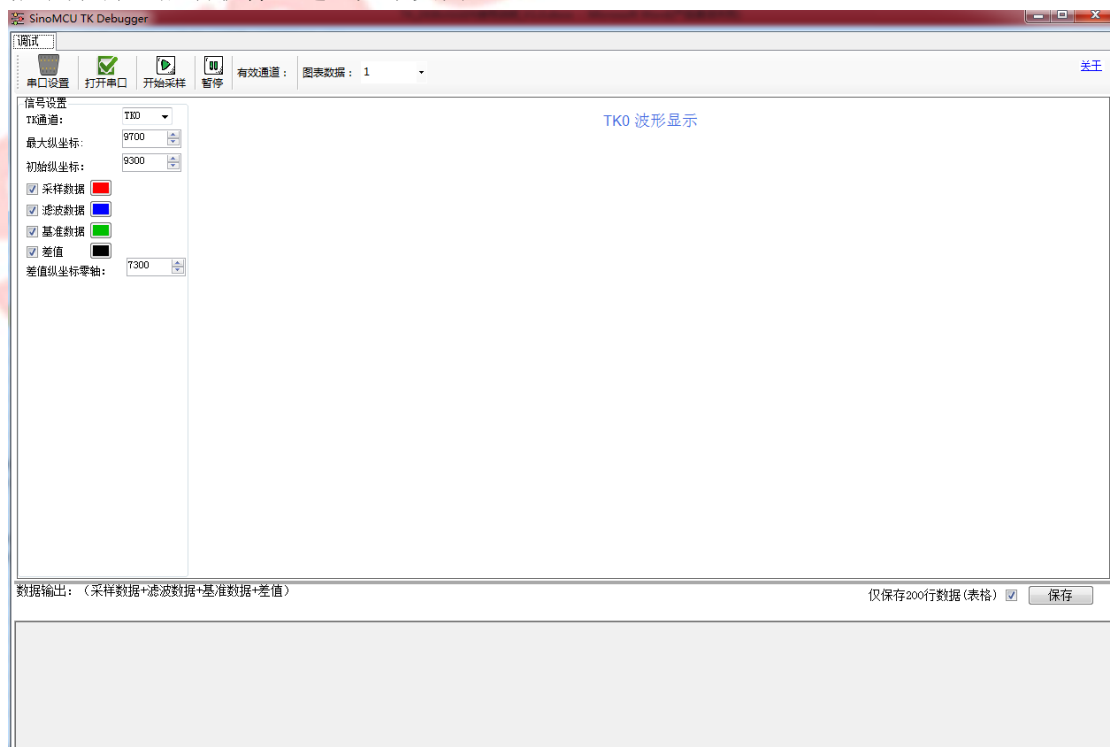 SinoMCU TK Debugger
调试
串口设置 打开串口 开始采样 暂停 有效通道： 图表数据： 1 关于
信号设置
TK通道： TK0
最大纵坐标： 9700
初始纵坐标： 9300
采样数据
滤波数据
基准数据
差值
差值纵坐标零轴： 7300
TK0 波形显示
数据输出：（采样数据+滤波数据+基准数据+差值）
仅保存200行数据(表格) 保存